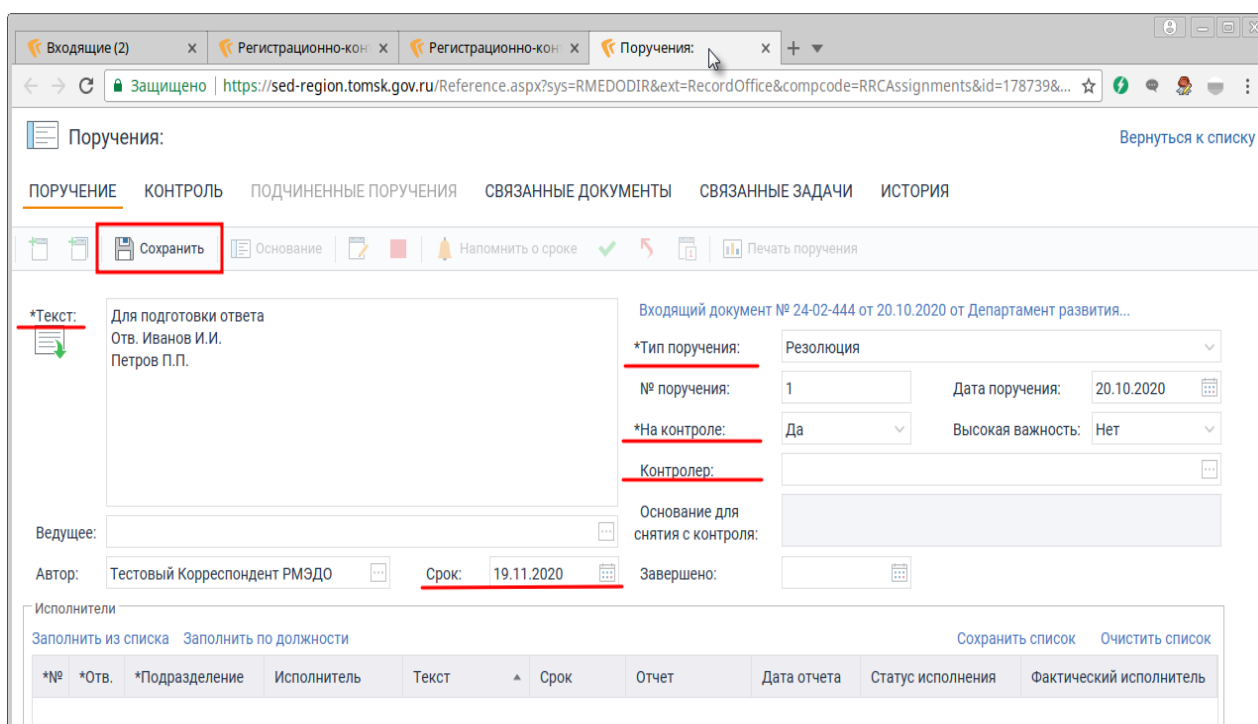 Входящие (2) x Регистрационно-кон x Регистрационно-кон x Поручения: x
Защищено | https://sed-region.tomsk.gov.ru/Reference.aspx?sys=RMEDODIR&ext=RecordOffice&compcode=RRCAssignments&id=178739&...
Поручения: Вернуться к списку
ПОРУЧЕНИЕ КОНТРОЛЬ ПОДЧИНЕННЫЕ ПОРУЧЕНИЯ СВЯЗАННЫЕ ДОКУМЕНТЫ СВЯЗАННЫЕ ЗАДАЧИ ИСТОРИЯ
Сохранить Основание Напомнить о сроке Печать поручения
*Текст: Для подготовки ответа
Отв. Иванов И.И.
Петров П.П.
Входящий документ № 24-02-444 от 20.10.2020 от Департамент развития...
*Тип поручения: Резолюция
№ поручения: 1 Дата поручения: 20.10.2020
*На контроле: Да Высокая важность: Нет
Контролер:
Основание для
снятия с контроля:
Ведущее:
Автор: Тестовый Корреспондент РМЭДО Срок: 19.11.2020 Завершено:
Исполнители
Заполнить из списка Заполнить по должности Сохранить список Очистить список
*№ *Отв. *Подразделение Исполнитель Текст Срок Отчет Дата отчета Статус исполнения Фактический исполнитель